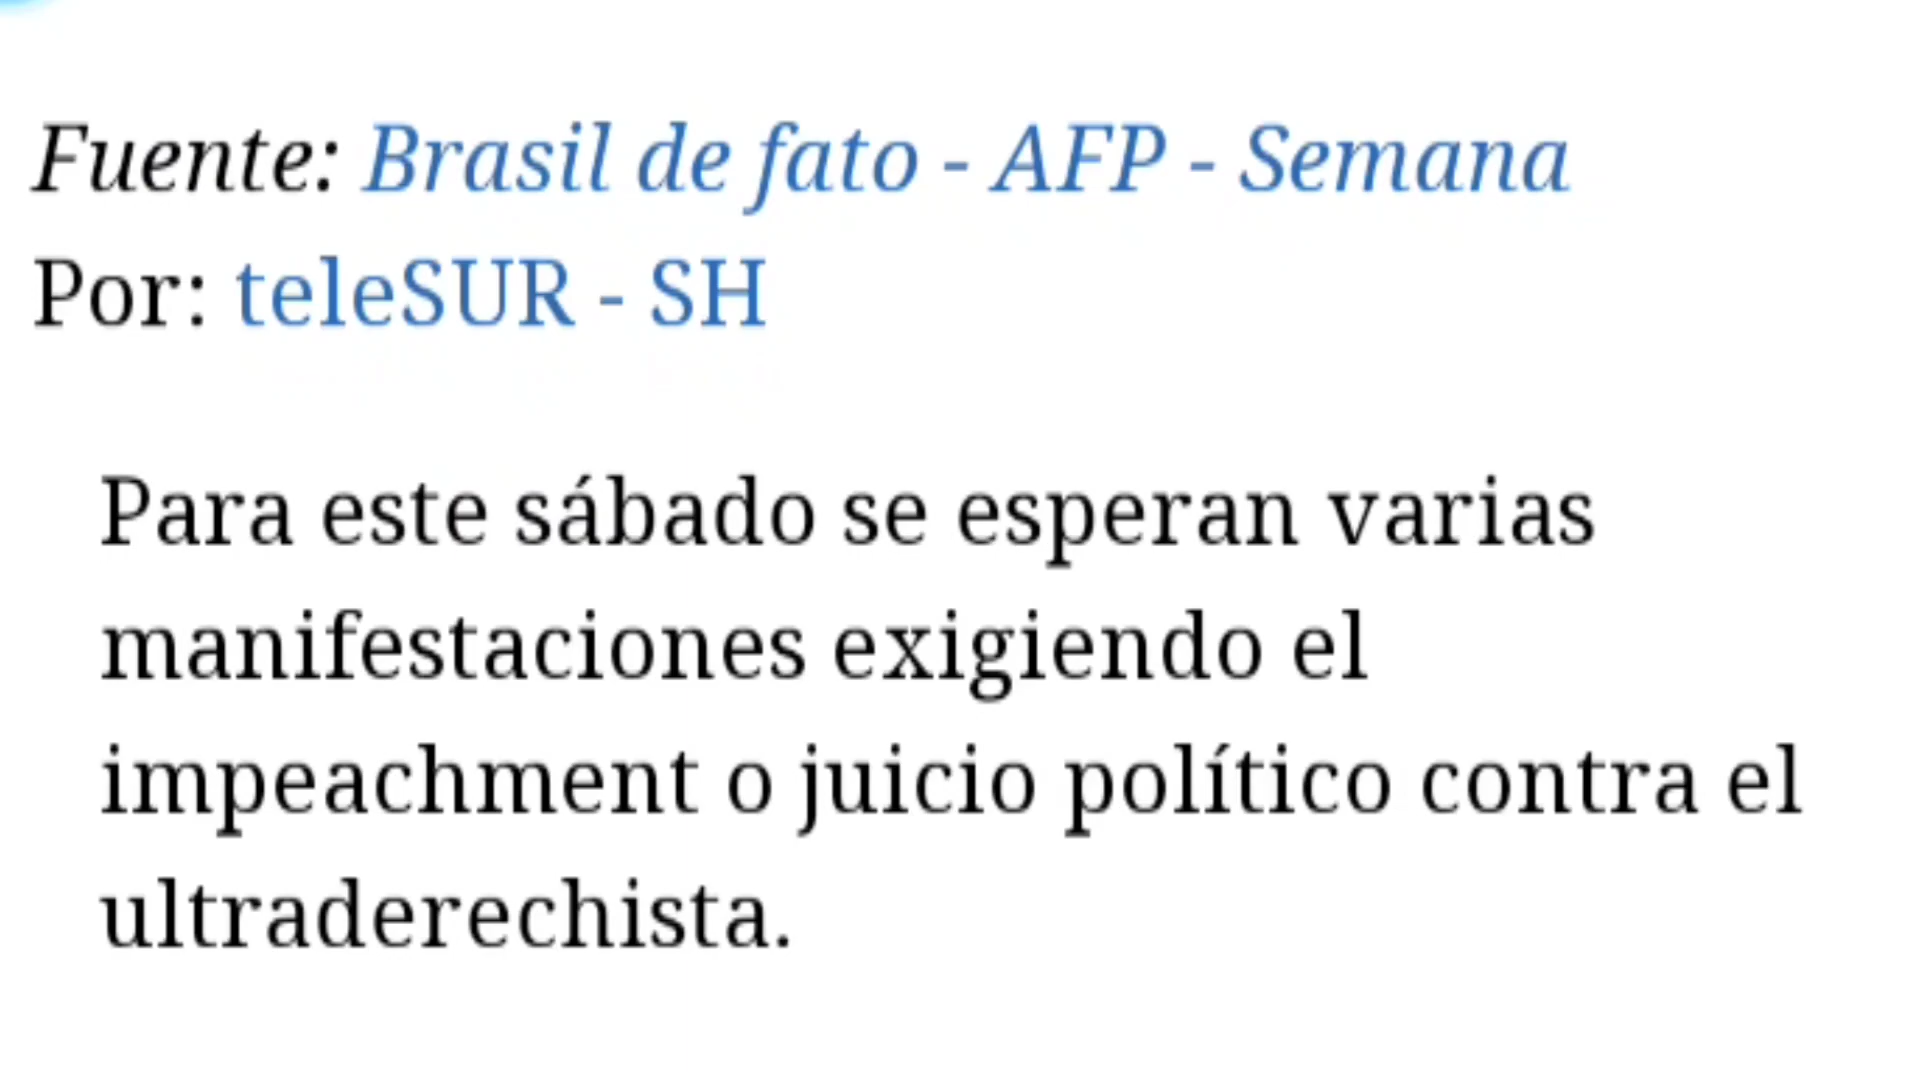 Fuente: Brasil de fato - AFP - Semana
Por: teleSUR - SH
Para este sábado se esperan varias
manifestaciones exigiendo el
impeachment o juicio político contra el
ultraderechista.